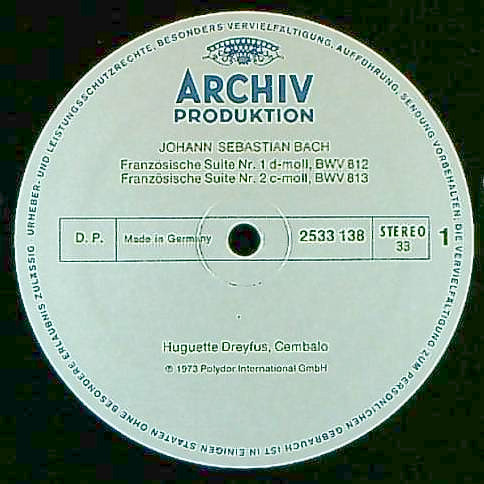 ARCHIV
PRODUKTION
JOHANN SEBASTIAN BACH
Französische Suite Nr. 1 d-moll, BWV 812
Französische Suite Nr. 2 c-moll, BWV 813
D. P. Made in Germany 2533 138 STEREO 33 1
Huguette Dreyfus, Cembalo
℗ 1973 Polydor International GmbH
URHEBER- UND LEISTUNGSSCHUTZRECHTE, BESONDERS VERVIELFÄLTIGUNG, AUFFÜHRUNG, SENDUNG VORBEHALTEN; DIE VERVIELFÄLTIGUNG ZUM PERSÖNLICHEN GEBRAUCH IST IN EINIGEN STAATEN OHNE BESONDERE ERLAUBNIS ZULÄSSIG